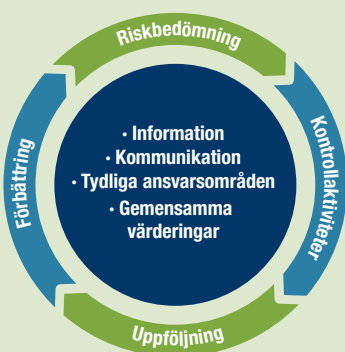 Riskbedömning
Kontrollaktiviteter
Uppföljning
Förbättring
· Information
· Kommunikation
· Tydliga ansvarsområden
· Gemensamma
värderingar